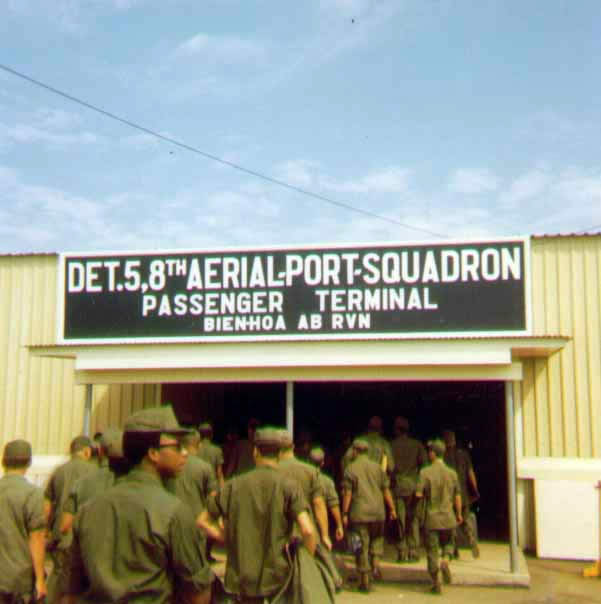 DET.5,8TH AERIAL-PORT-SQUADRON
PASSENGER TERMINAL
BIEN-HOA AB RVN